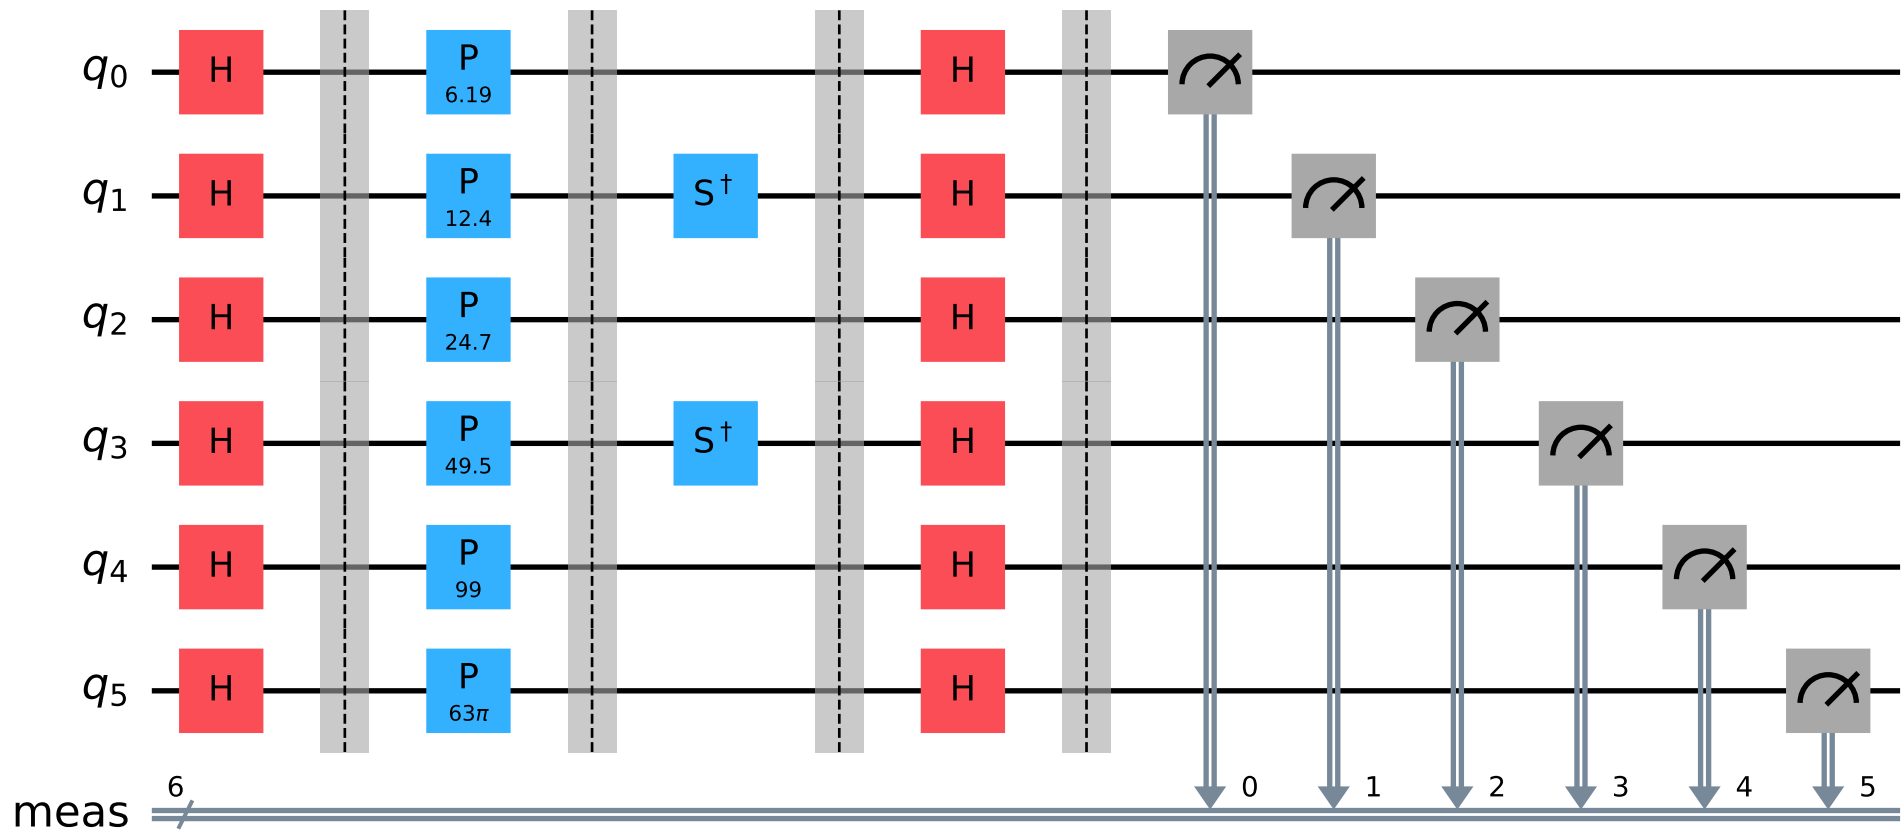 q0 H P 6.19 H
q1 H P 12.4 S† H
q2 H P 24.7 H
q3 H P 49.5 S† H
q4 H P 99 H
q5 H P 63π H
meas 6 0 1 2 3 4 5